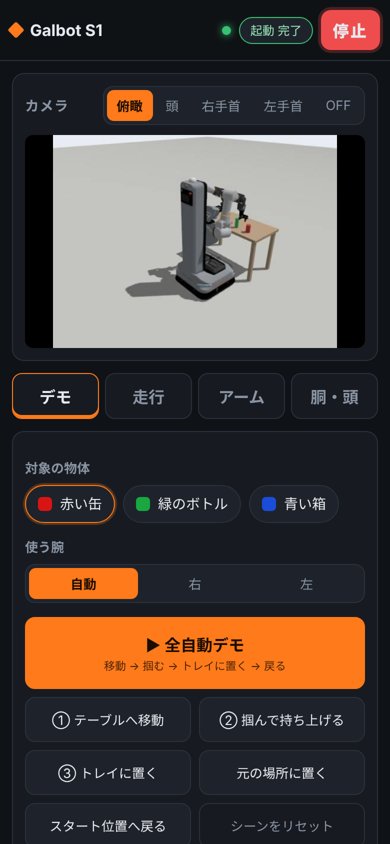 Galbot S1
起動 完了
停止
カメラ
俯瞰
頭
右手首
左手首
OFF
デモ
走行
アーム
胴・頭
対象の物体
赤い缶
緑のボトル
青い箱
使う腕
自動
右
左
▶ 全自動デモ
移動 → 掴む → トレイに置く → 戻る
① テーブルへ移動
② 掴んで持ち上げる
③ トレイに置く
元の場所に置く
スタート位置へ戻る
シーンをリセット